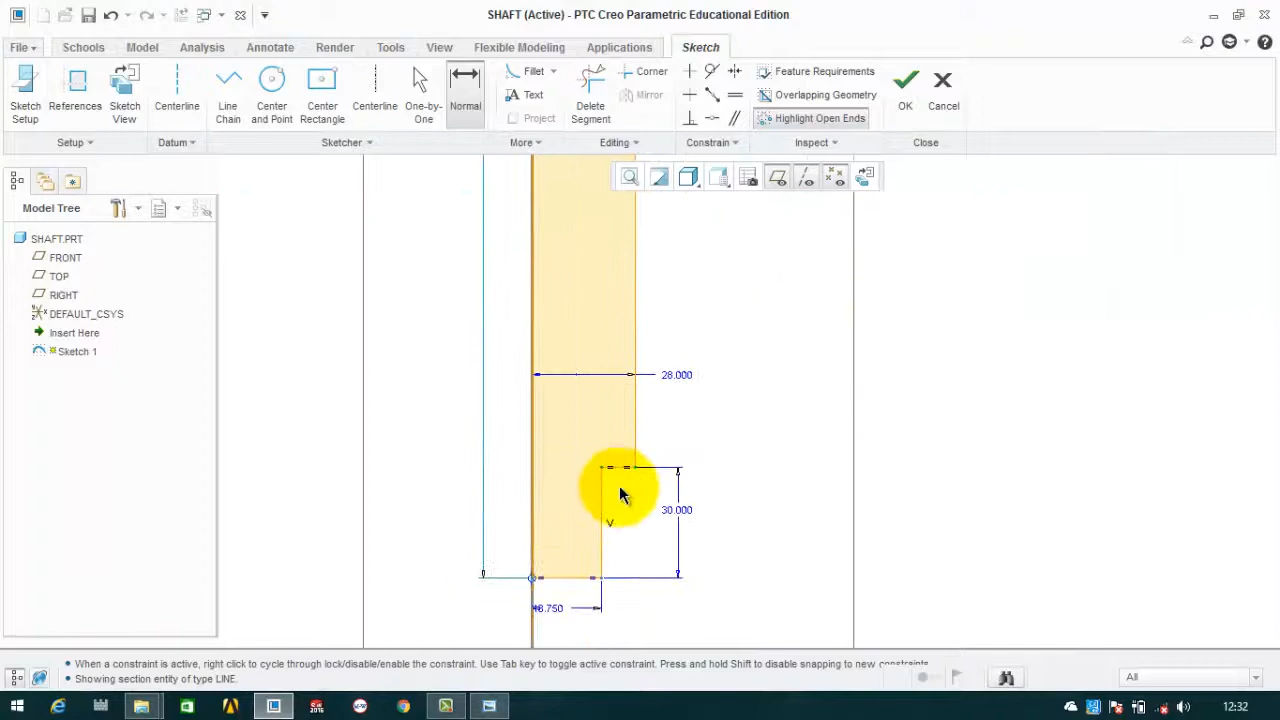 SHAFT (Active) - PTC Creo Parametric Educational Edition
File Schools Model Analysis Annotate Render Tools View Flexible Modeling Applications Sketch
Sketch Setup
References
Sketch View
Centerline
Line Chain
Center and Point
Center Rectangle
Centerline
One-by-One
Normal
Fillet
Text
Project
Delete Segment
Corner
Mirror
Feature Requirements
Overlapping Geometry
Highlight Open Ends
OK
Cancel
Setup Datum Sketcher More Editing Constrain Inspect Close
Model Tree
SHAFT.PRT
FRONT
TOP
RIGHT
DEFAULT_CSYS
Insert Here
Sketch 1
28.000
30.000
V
8.750
• When a constraint is active, right click to cycle through lock/disable/enable the constraint. Use Tab key to toggle active constraint. Press and hold Shift to disable snapping to new constraints.
• Showing section entity of type LINE.
All
12:32